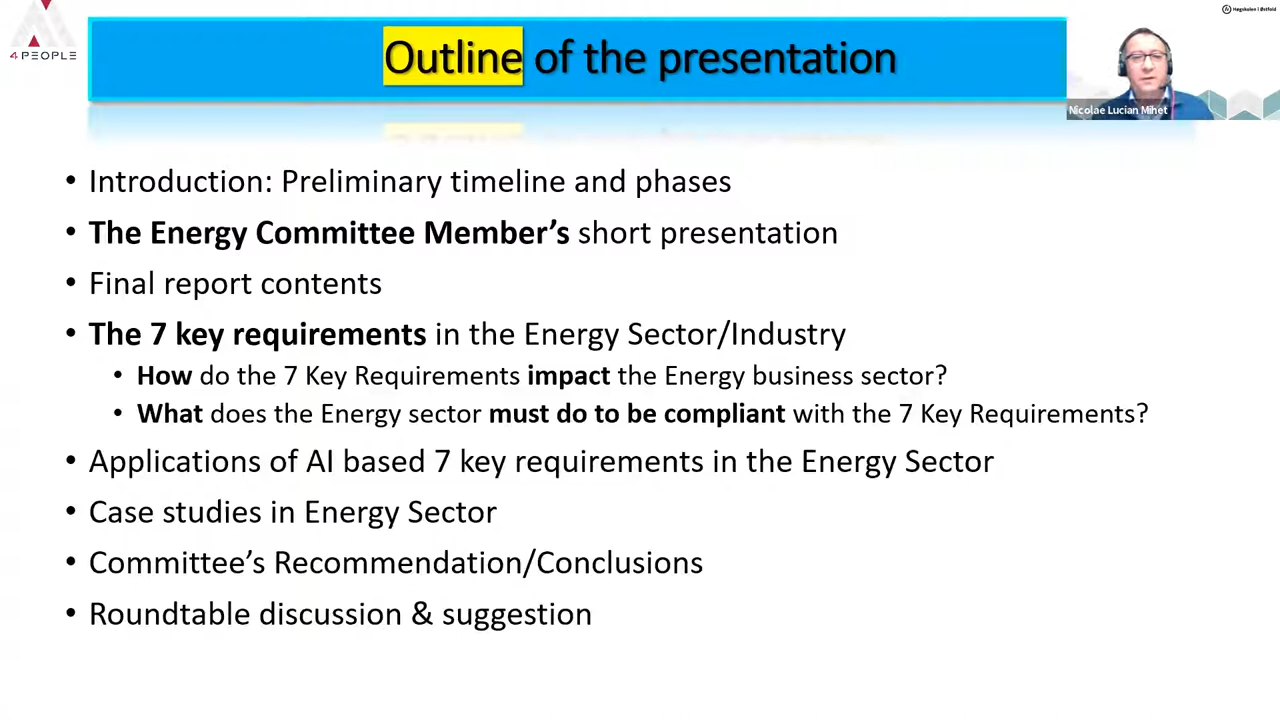 4PEOPLE
Høgskolen i Østfold
Outline of the presentation
Nicolae Lucian Mihet
• Introduction: Preliminary timeline and phases
• The Energy Committee Member’s short presentation
• Final report contents
• The 7 key requirements in the Energy Sector/Industry
• How do the 7 Key Requirements impact the Energy business sector?
• What does the Energy sector must do to be compliant with the 7 Key Requirements?
• Applications of AI based 7 key requirements in the Energy Sector
• Case studies in Energy Sector
• Committee’s Recommendation/Conclusions
• Roundtable discussion & suggestion